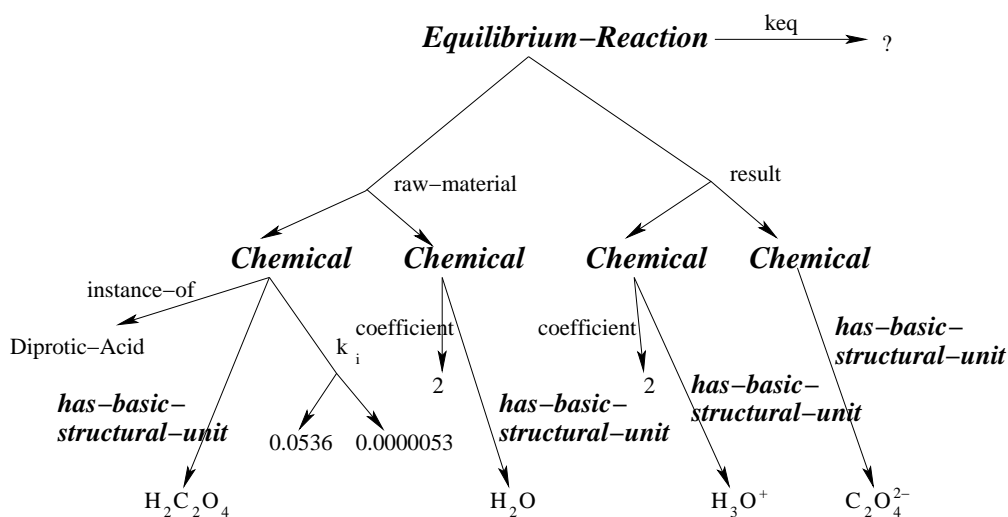 keq
Equilibrium−Reaction
?
raw−material
result
Chemical
Chemical
Chemical
Chemical
instance−of
Diprotic−Acid
k i
coefficient
coefficient
has−basic−
structural−unit
2
2
has−basic−
structural−unit
has−basic−
structural−unit
has−basic−
structural−unit
0.0536
0.0000053
H₂C₂O₄
H₂O
H₃O⁺
C₂O₄²⁻